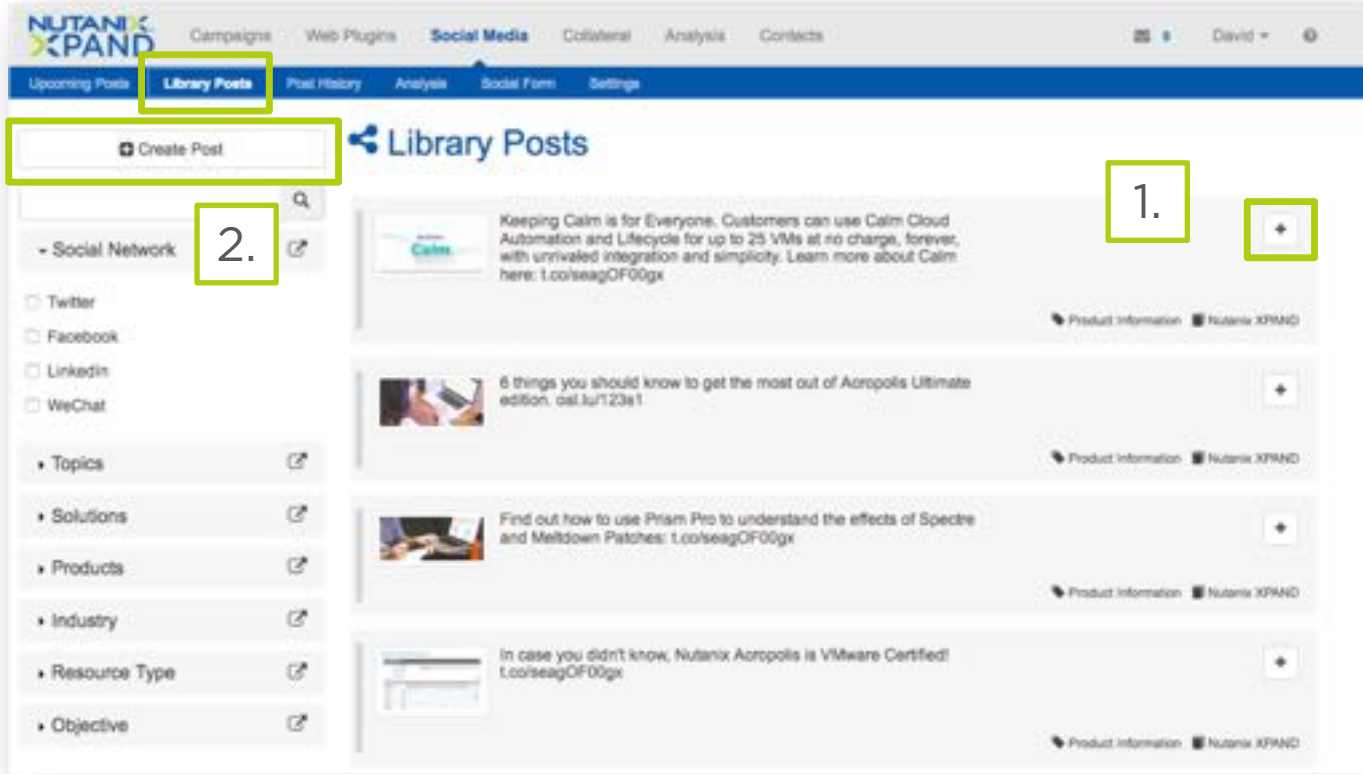 NUTANIX
XPAND
Campaigns Web Plugins Social Media Collateral Analysis Contacts
David
Upcoming Posts Library Posts Post History Analysis Social Form Settings
Create Post
Library Posts
1.
2.
Social Network
Twitter
Facebook
LinkedIn
WeChat
Topics
Solutions
Products
Industry
Resource Type
Objective
Calm
Keeping Calm is for Everyone. Customers can use Calm Cloud
Automation and Lifecycle for up to 25 VMs at no charge, forever,
with unrivaled integration and simplicity. Learn more about Calm
here: t.co/seagOF00gx
Product Information Nutanix XPAND
6 things you should know to get the most out of Acropolis Ultimate
edition. osl.lu/123s1
Product Information Nutanix XPAND
Find out how to use Prism Pro to understand the effects of Spectre
and Meltdown Patches: t.co/seagOF00gx
Product Information Nutanix XPAND
In case you didn't know, Nutanix Acropolis is VMware Certified!
t.co/seagOF00gx
Product Information Nutanix XPAND